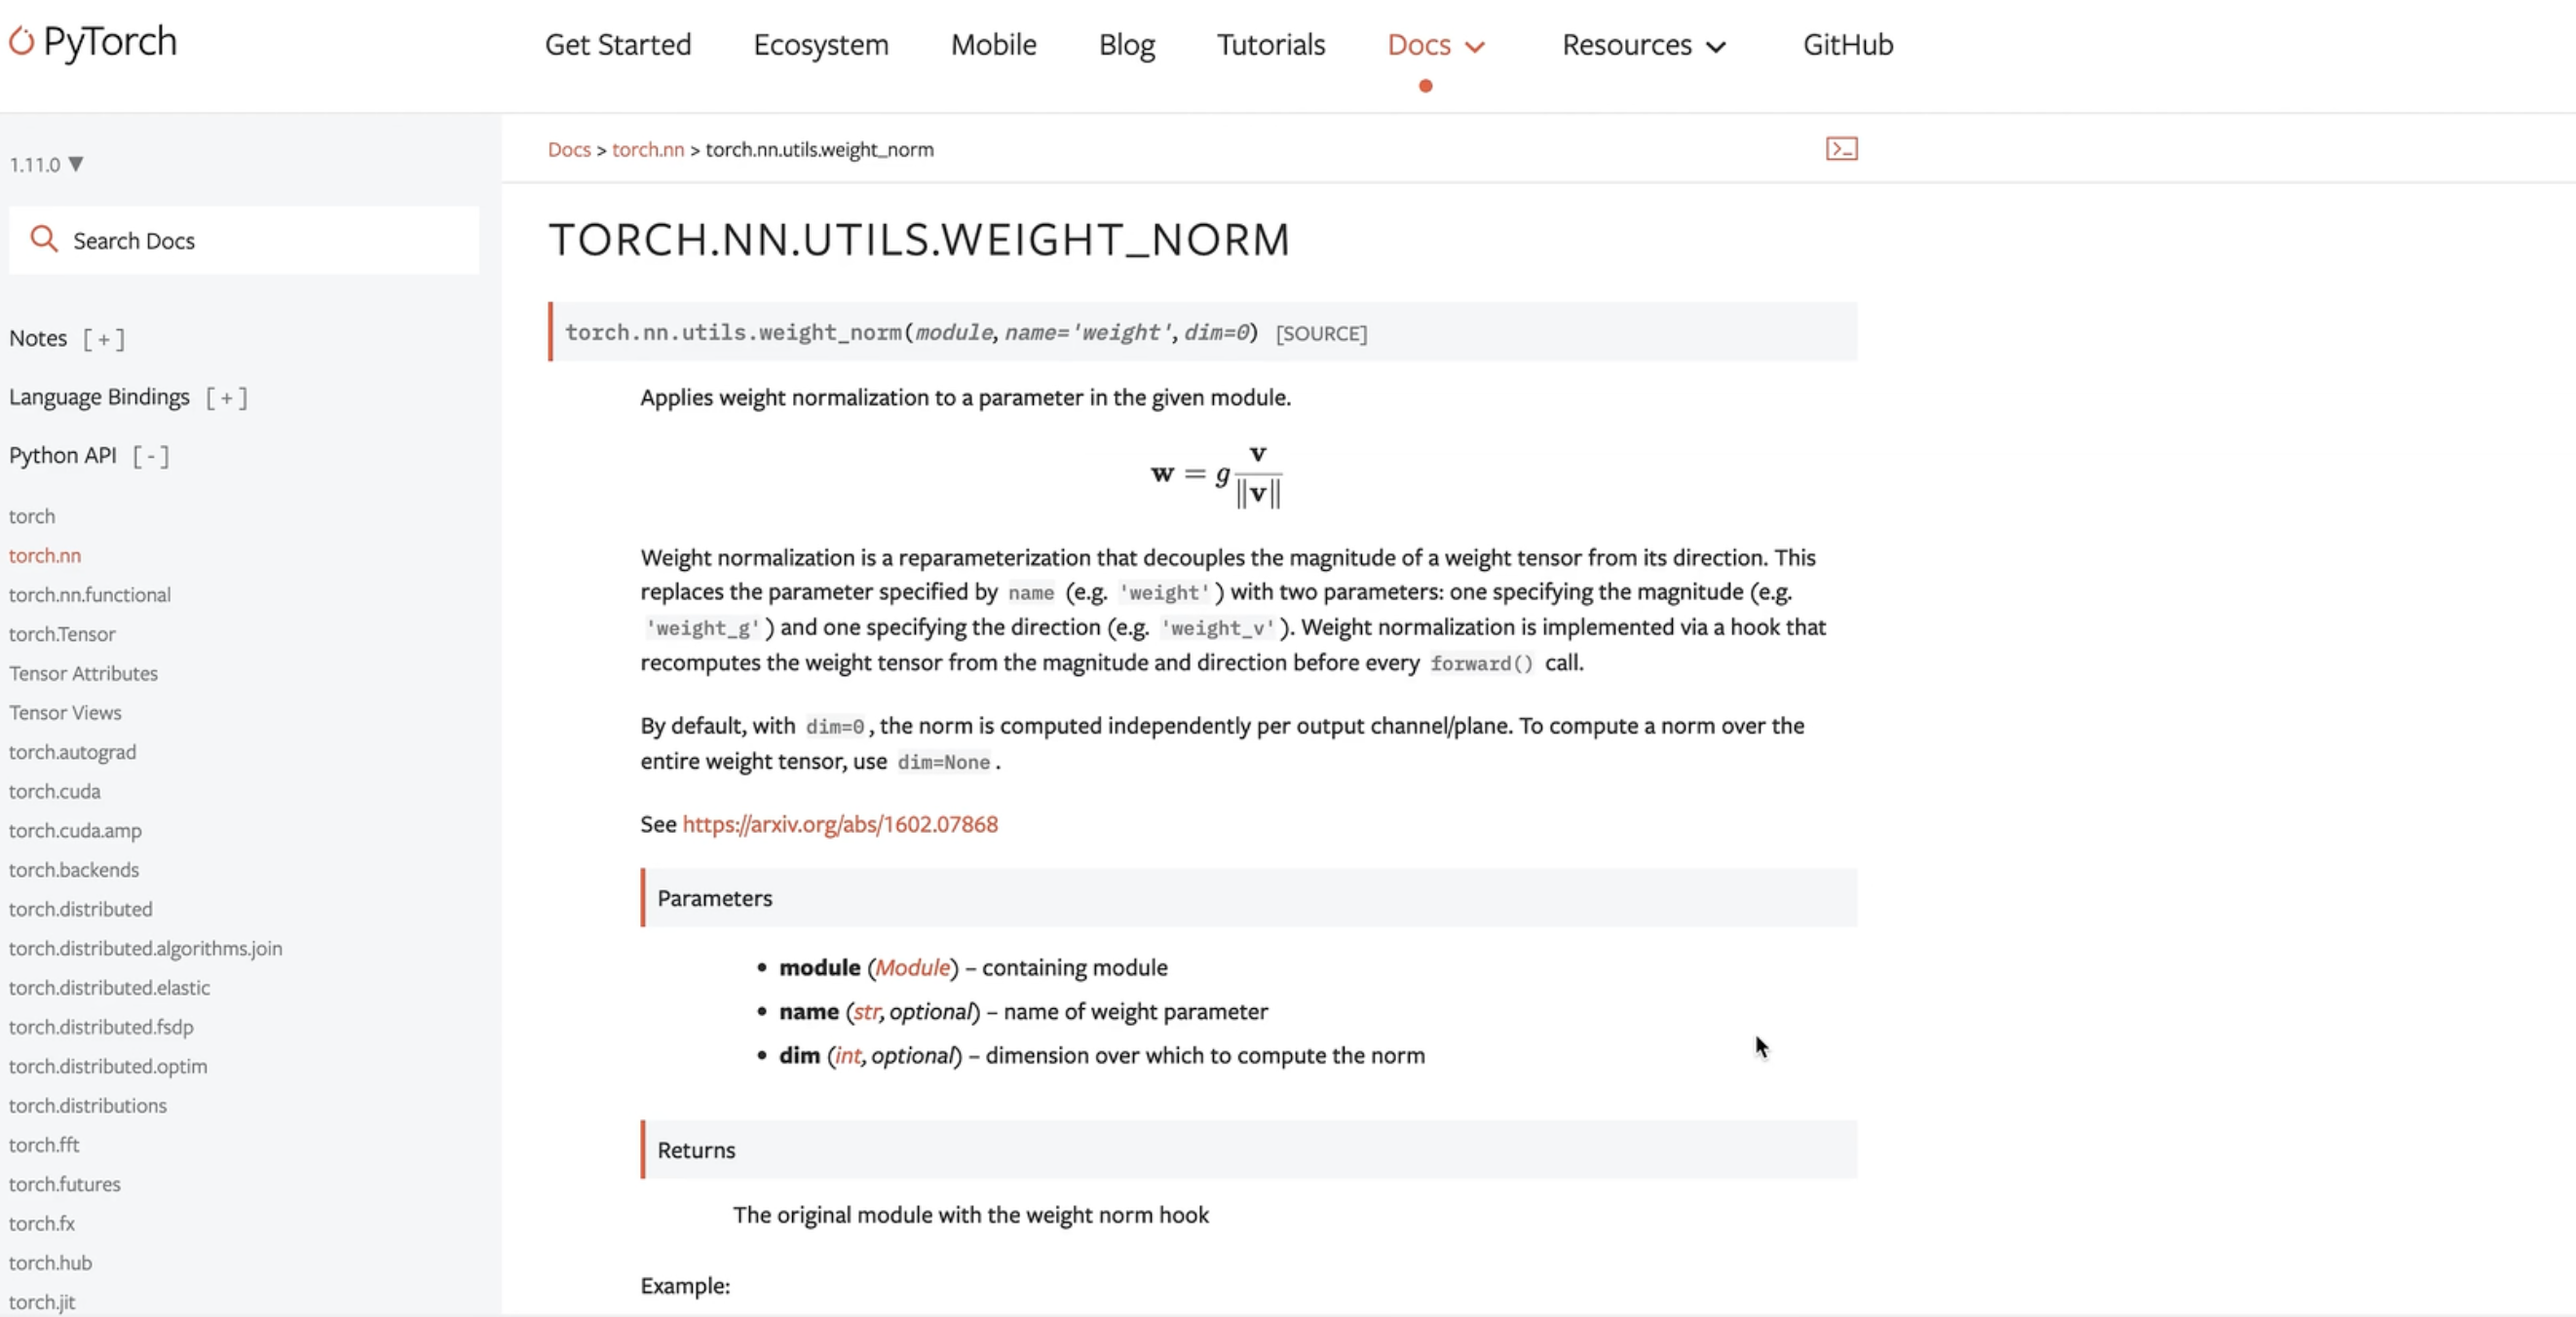 PyTorch
Get Started Ecosystem Mobile Blog Tutorials Docs Resources GitHub
1.11.0 ▼
Search Docs
Notes [ + ]
Language Bindings [ + ]
Python API [ - ]
torch
torch.nn
torch.nn.functional
torch.Tensor
Tensor Attributes
Tensor Views
torch.autograd
torch.cuda
torch.cuda.amp
torch.backends
torch.distributed
torch.distributed.algorithms.join
torch.distributed.elastic
torch.distributed.fsdp
torch.distributed.optim
torch.distributions
torch.fft
torch.futures
torch.fx
torch.hub
torch.jit
Docs > torch.nn > torch.nn.utils.weight_norm
>_
TORCH.NN.UTILS.WEIGHT_NORM
torch.nn.utils.weight_norm(module, name='weight', dim=0) [SOURCE]
Applies weight normalization to a parameter in the given module.
w = g v / ‖v‖
Weight normalization is a reparameterization that decouples the magnitude of a weight tensor from its direction. This
replaces the parameter specified by name (e.g. 'weight') with two parameters: one specifying the magnitude (e.g.
'weight_g') and one specifying the direction (e.g. 'weight_v'). Weight normalization is implemented via a hook that
recomputes the weight tensor from the magnitude and direction before every forward() call.
By default, with dim=0, the norm is computed independently per output channel/plane. To compute a norm over the
entire weight tensor, use dim=None.
See https://arxiv.org/abs/1602.07868
Parameters
• module (Module) – containing module
• name (str, optional) – name of weight parameter
• dim (int, optional) – dimension over which to compute the norm
Returns
The original module with the weight norm hook
Example: